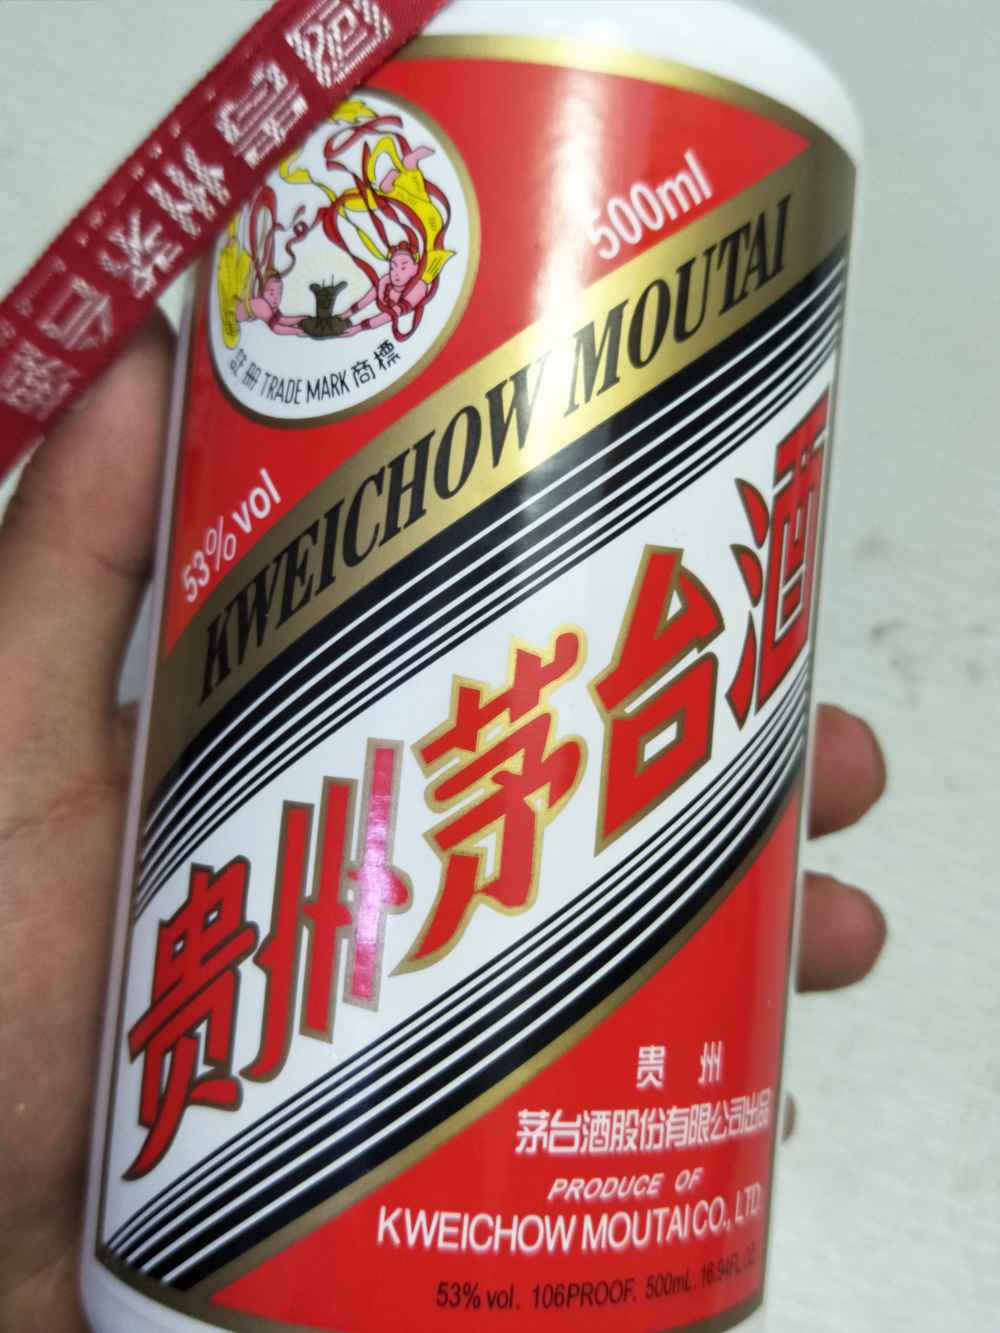 500ml
註冊 TRADE MARK 商標
53%vol
KWEICHOW MOUTAI
贵州茅台酒
贵 州
茅台酒股份有限公司出品
PRODUCE OF
KWEICHOW MOUTAI CO., LTD.
53% vol. 106PROOF. 500mL. 16.94FL.OZ